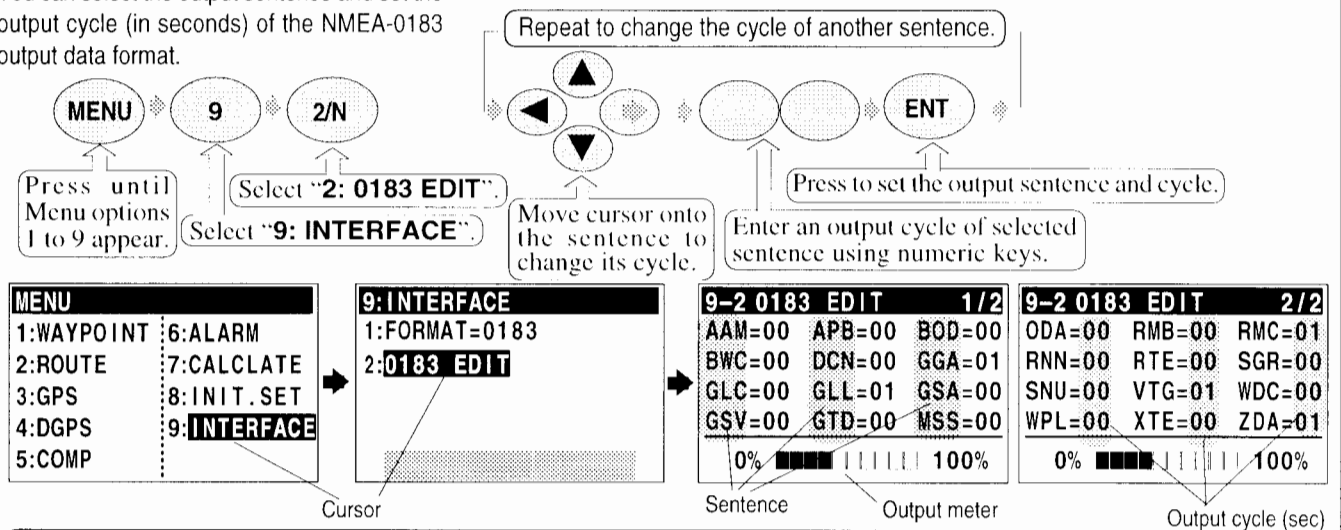 output cycle (in seconds) of the NMEA-0183
output data format.
Repeat to change the cycle of another sentence.
MENU
9
2/N
ENT
Press until
Menu options
1 to 9 appear.
Select “2: 0183 EDIT”.
Select “9: INTERFACE”.
Move cursor onto
the sentence to
change its cycle.
Press to set the output sentence and cycle.
Enter an output cycle of selected
sentence using numeric keys.
MENU
1:WAYPOINT 6:ALARM
2:ROUTE 7:CALCLATE
3:GPS 8:INIT.SET
4:DGPS 9:INTERFACE
5:COMP
9:INTERFACE
1:FORMAT=0183
2:0183 EDIT
Cursor
9-2 0183 EDIT 1/2
AAM=00 APB=00 BOD=00
BWC=00 DCN=00 GGA=01
GLC=00 GLL=01 GSA=00
GSV=00 GTD=00 MSS=00
0% 100%
Sentence
Output meter
9-2 0183 EDIT 2/2
ODA=00 RMB=00 RMC=01
RNN=00 RTE=00 SGR=00
SNU=00 VTG=01 WDC=00
WPL=00 XTE=00 ZDA=01
0% 100%
Output cycle (sec)